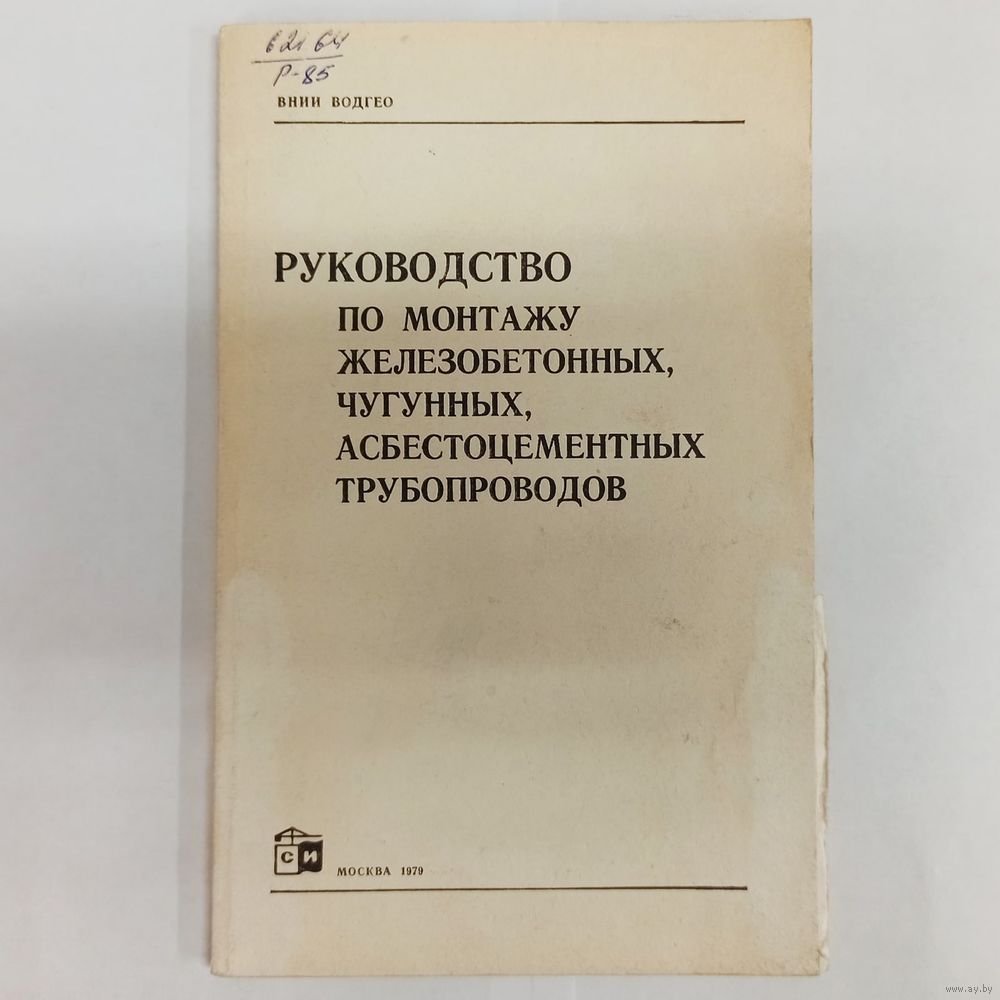 621 64
Р-85
ВНИИ ВОДГЕО
РУКОВОДСТВО
ПО МОНТАЖУ
ЖЕЛЕЗОБЕТОННЫХ,
ЧУГУННЫХ,
АСБЕСТОЦЕМЕНТНЫХ
ТРУБОПРОВОДОВ
СИ
МОСКВА 1979
www.ay.by